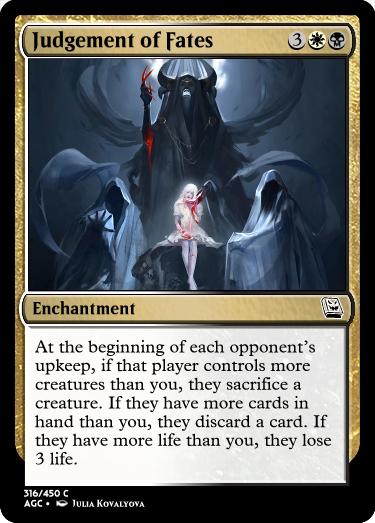 Judgement of Fates 3
Enchantment
At the beginning of each opponent's
upkeep, if that player controls more
creatures than you, they sacrifice a
creature. If they have more cards in
hand than you, they discard a card. If
they have more life than you, they lose
3 life.
316/450 C
AGC • Julia Kovalyova